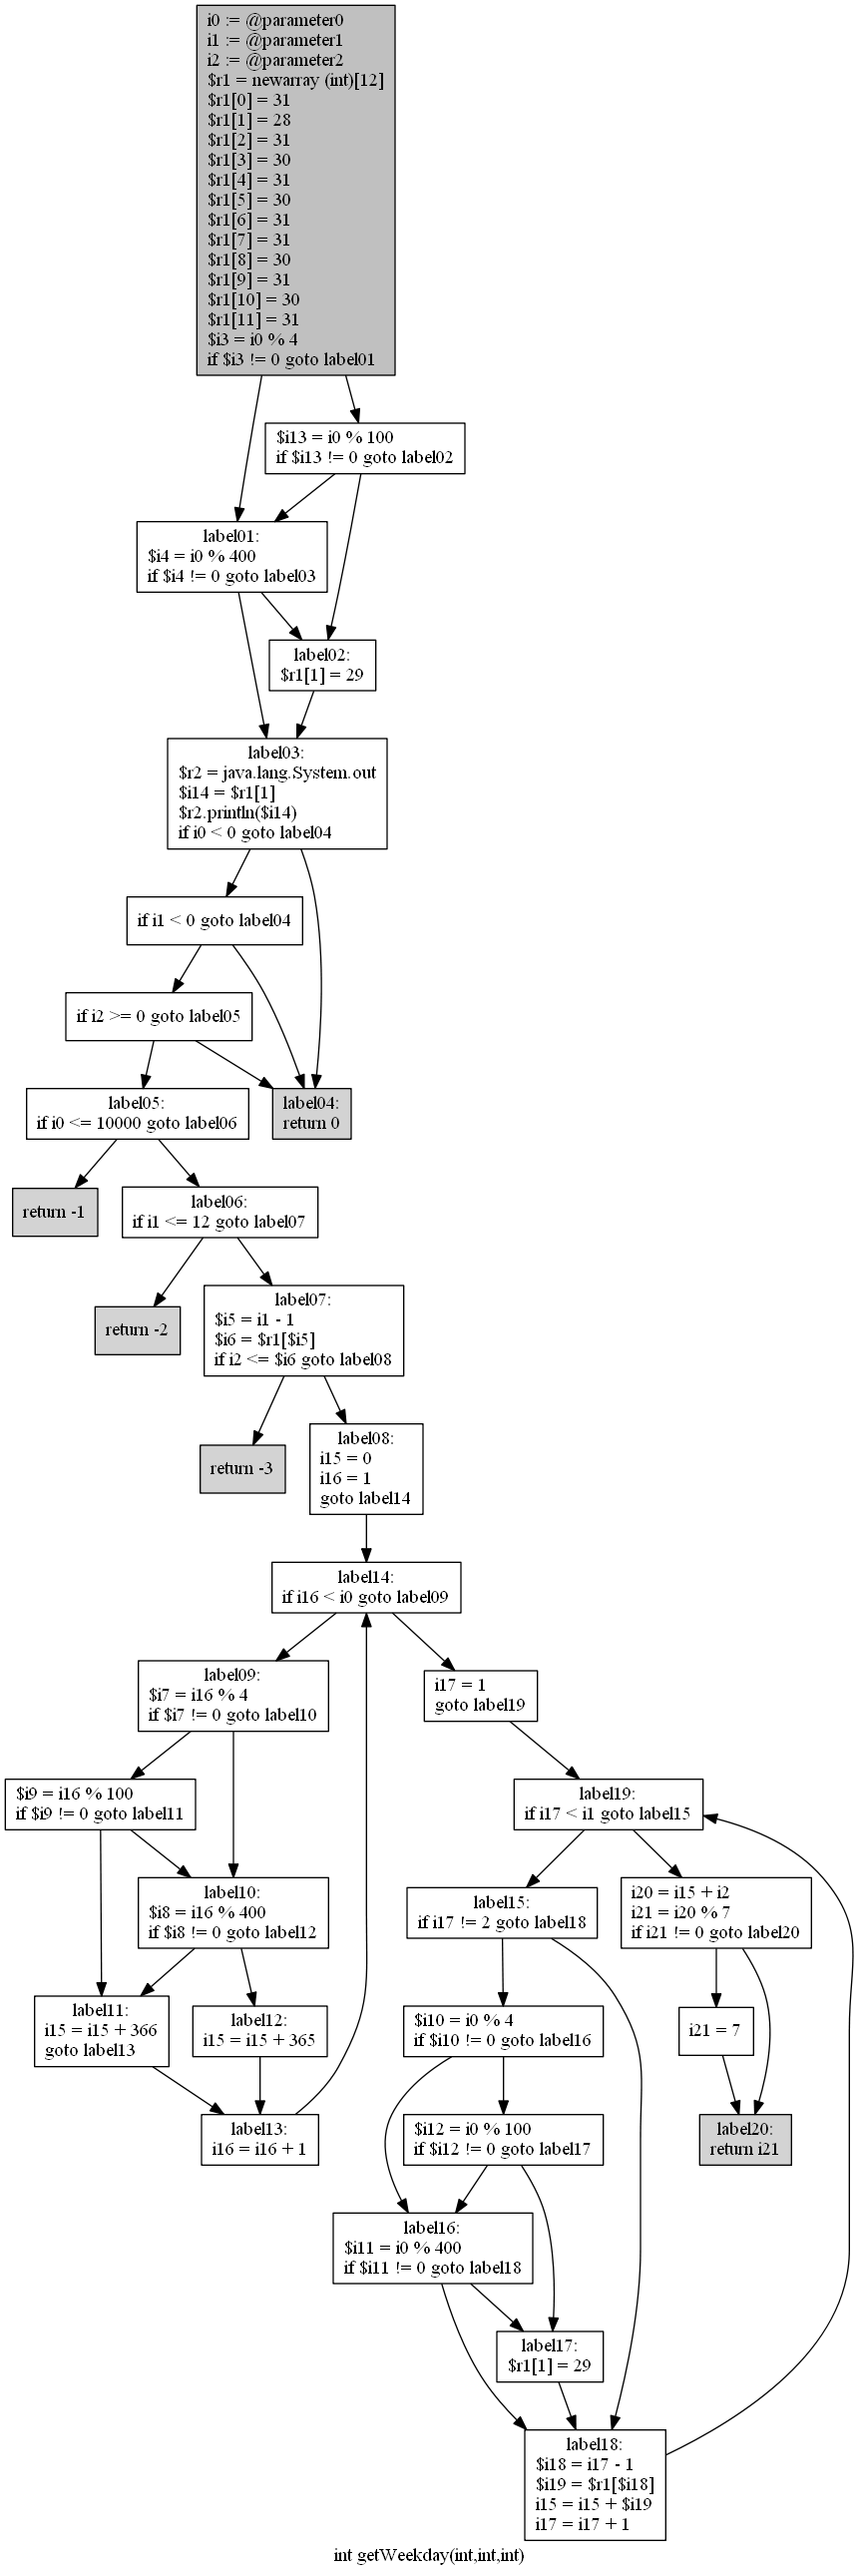 i0 := @parameter0
i1 := @parameter1
i2 := @parameter2
$r1 = newarray (int)[12]
$r1[0] = 31
$r1[1] = 28
$r1[2] = 31
$r1[3] = 30
$r1[4] = 31
$r1[5] = 30
$r1[6] = 31
$r1[7] = 31
$r1[8] = 30
$r1[9] = 31
$r1[10] = 30
$r1[11] = 31
$i3 = i0 % 4
if $i3 != 0 goto label01
$i13 = i0 % 100
if $i13 != 0 goto label02
label01:
$i4 = i0 % 400
if $i4 != 0 goto label03
label02:
$r1[1] = 29
label03:
$r2 = java.lang.System.out
$i14 = $r1[1]
$r2.println($i14)
if i0 < 0 goto label04
if i1 < 0 goto label04
if i2 >= 0 goto label05
label05:
if i0 <= 10000 goto label06
label04:
return 0
return -1
label06:
if i1 <= 12 goto label07
return -2
label07:
$i5 = i1 - 1
$i6 = $r1[$i5]
if i2 <= $i6 goto label08
return -3
label08:
i15 = 0
i16 = 1
goto label14
label14:
if i16 < i0 goto label09
label09:
$i7 = i16 % 4
if $i7 != 0 goto label10
i17 = 1
goto label19
$i9 = i16 % 100
if $i9 != 0 goto label11
label19:
if i17 < i1 goto label15
label10:
$i8 = i16 % 400
if $i8 != 0 goto label12
label15:
if i17 != 2 goto label18
i20 = i15 + i2
i21 = i20 % 7
if i21 != 0 goto label20
label11:
i15 = i15 + 366
goto label13
label12:
i15 = i15 + 365
$i10 = i0 % 4
if $i10 != 0 goto label16
i21 = 7
label13:
i16 = i16 + 1
$i12 = i0 % 100
if $i12 != 0 goto label17
label20:
return i21
label16:
$i11 = i0 % 400
if $i11 != 0 goto label18
label17:
$r1[1] = 29
label18:
$i18 = i17 - 1
$i19 = $r1[$i18]
i15 = i15 + $i19
i17 = i17 + 1
int getWeekday(int,int,int)